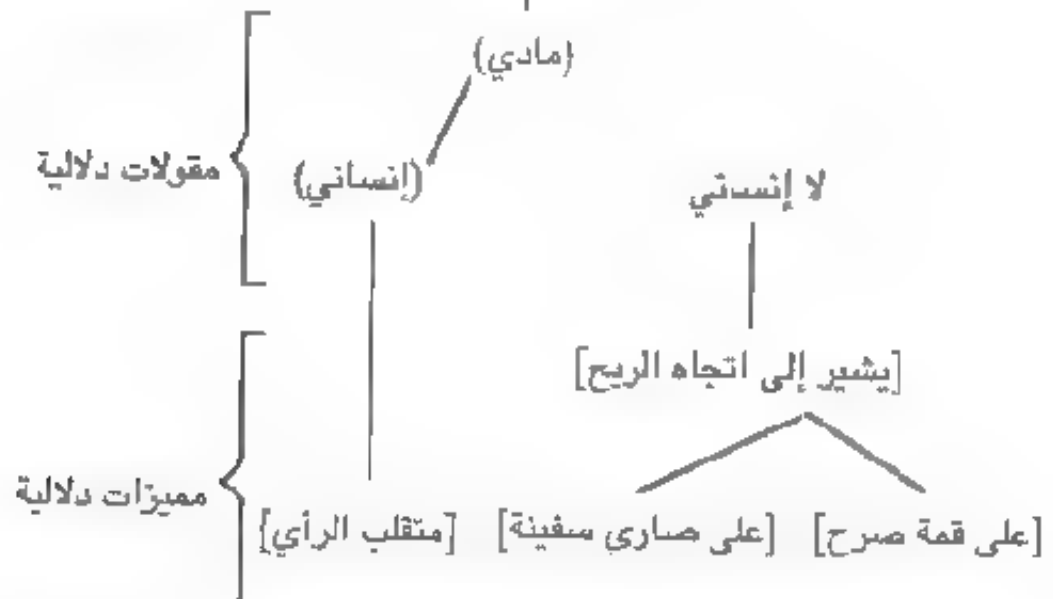 (مادي)
مقولات دلالية
(إنساني)
لا إنستي
[يشير إلى اتجاه الريح]
مميزات دلالية
[متقلب الرأي]
[على صاري سفينة]
[على قمة صرح]